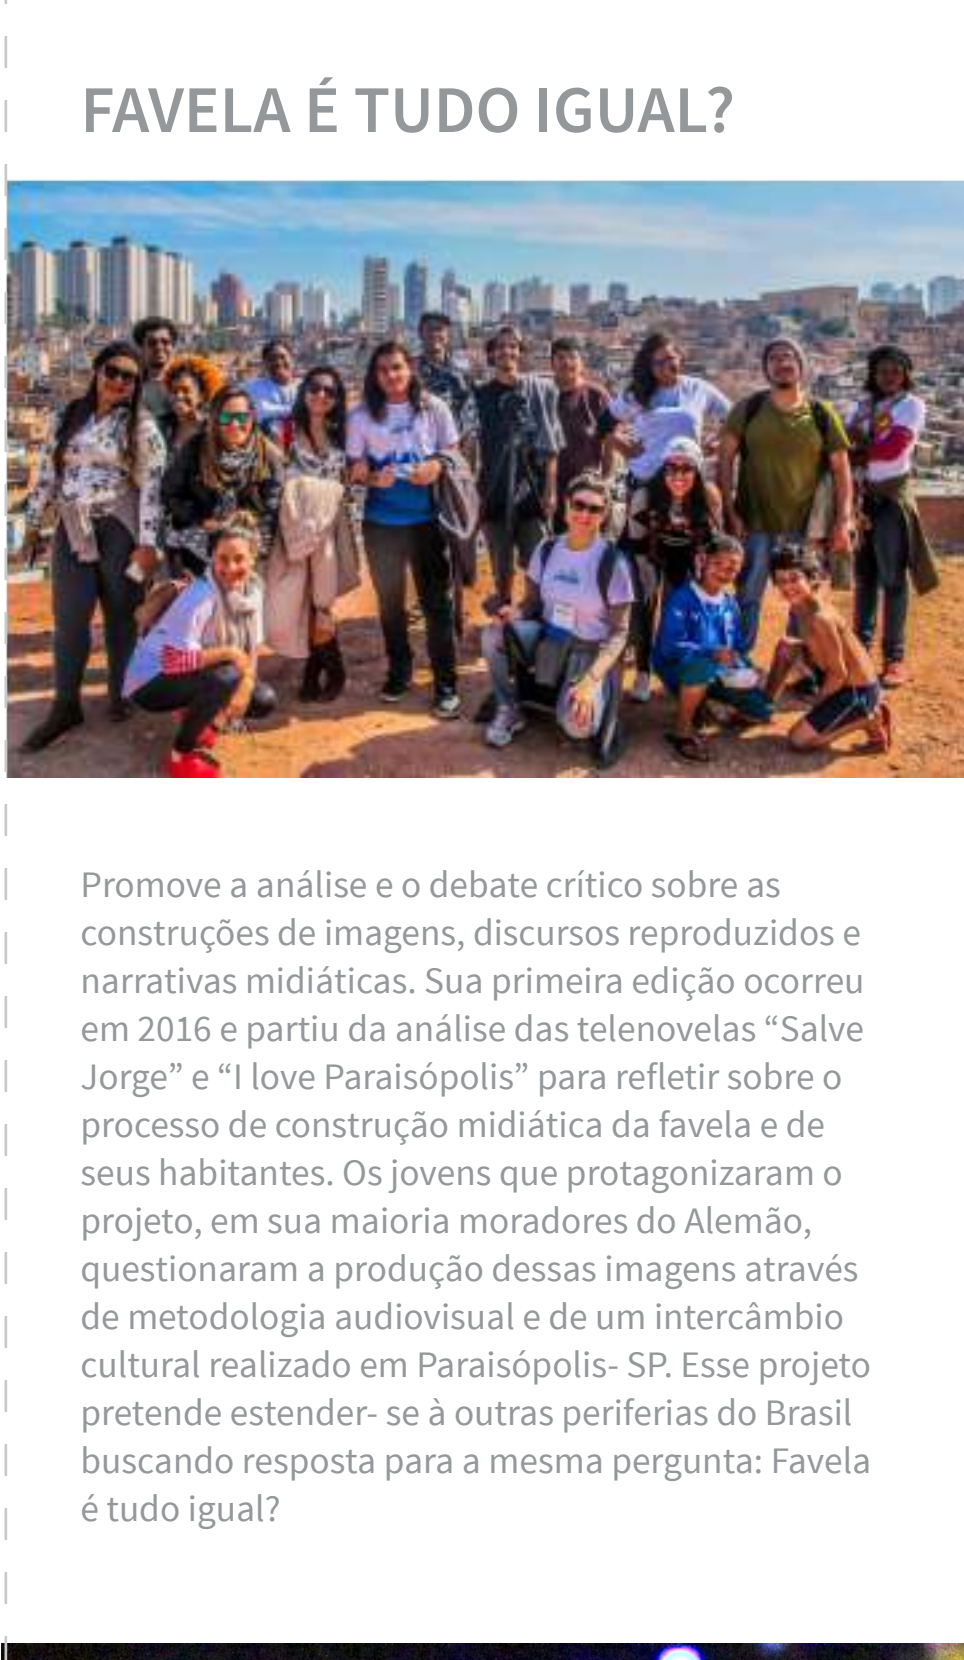 FAVELA É TUDO IGUAL?
Promove a análise e o debate crítico sobre as
construções de imagens, discursos reproduzidos e
narrativas midiáticas. Sua primeira edição ocorreu
em 2016 e partiu da análise das telenovelas “Salve
Jorge” e “I love Paraisópolis” para refletir sobre o
processo de construção midiática da favela e de
seus habitantes. Os jovens que protagonizaram o
projeto, em sua maioria moradores do Alemão,
questionaram a produção dessas imagens através
de metodologia audiovisual e de um intercâmbio
cultural realizado em Paraisópolis- SP. Esse projeto
pretende estender- se à outras periferias do Brasil
buscando resposta para a mesma pergunta: Favela
é tudo igual?